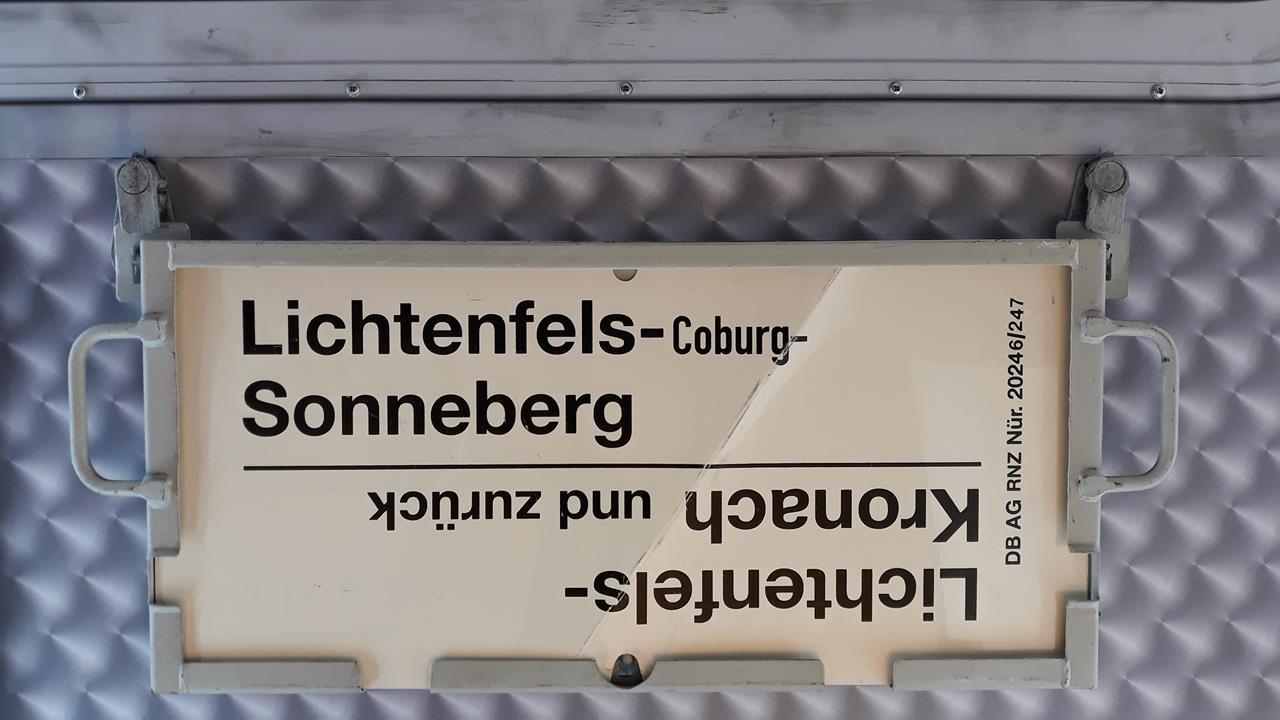 Lichtenfels-Coburg-
Sonneberg
Lichtenfels-
Kronach und zurück
DB AG RNZ Nür. 20246/247